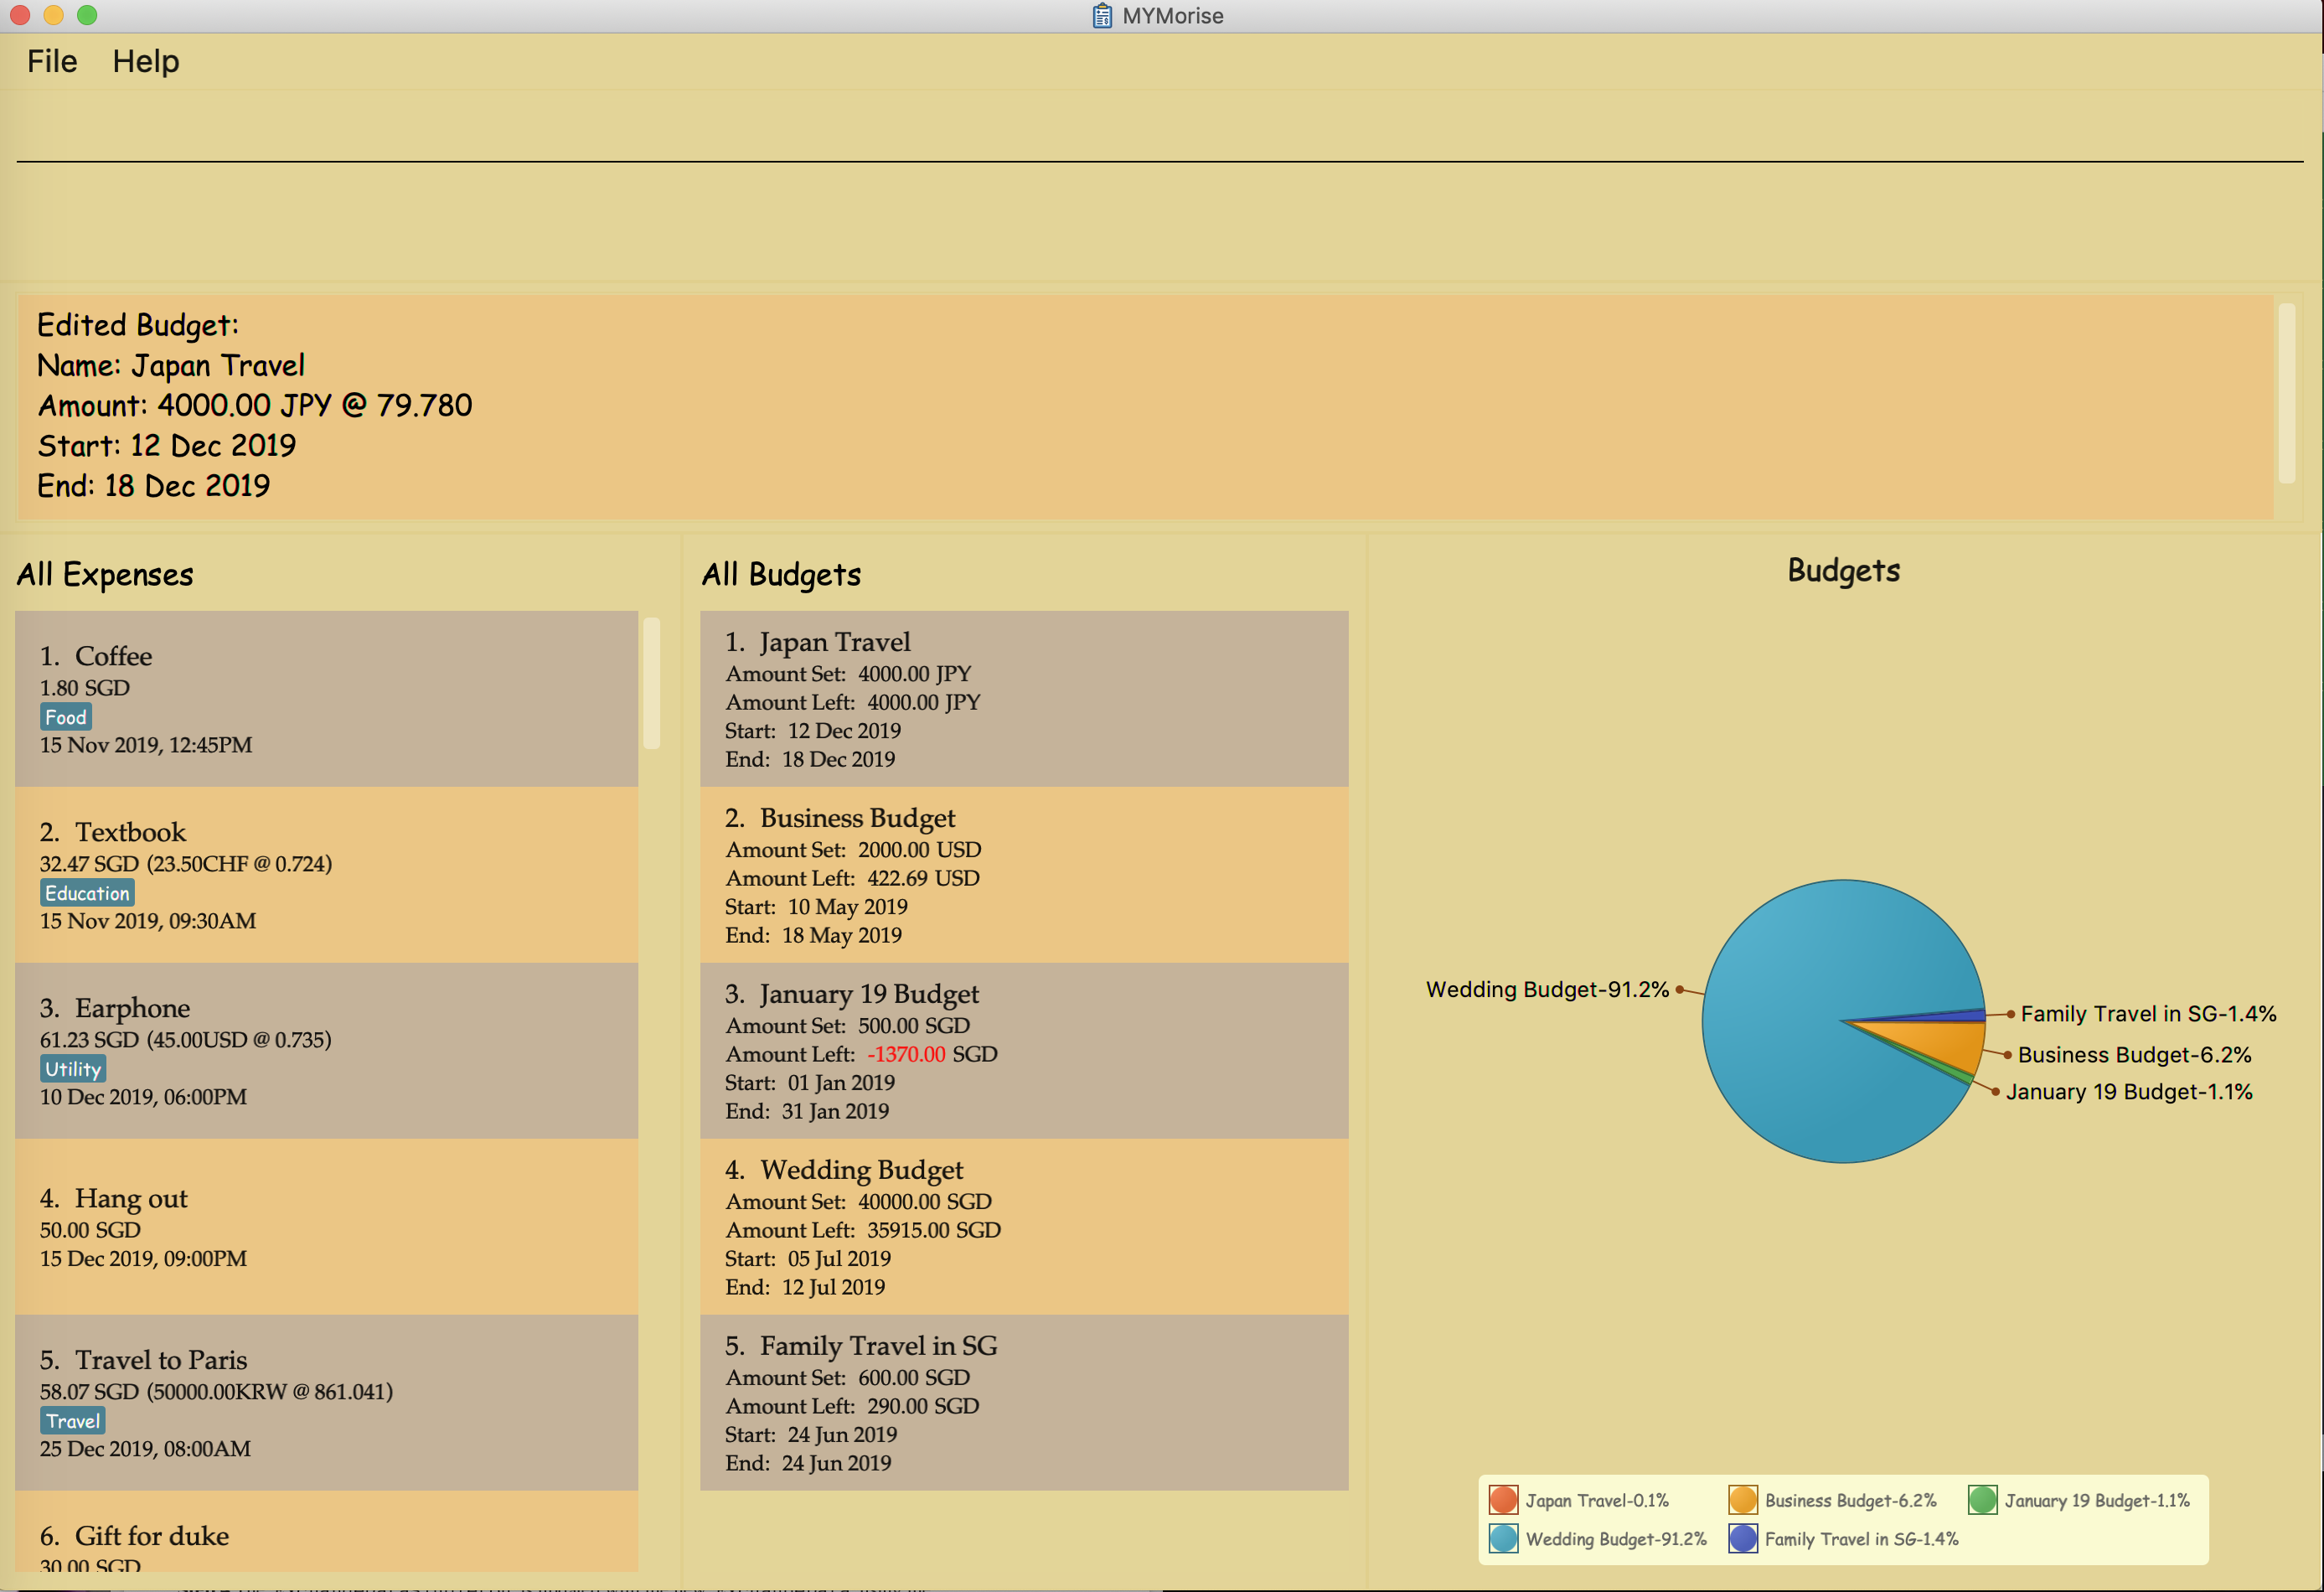 MYMorise
File Help
Edited Budget:
Name: Japan Travel
Amount: 4000.00 JPY @ 79.780
Start: 12 Dec 2019
End: 18 Dec 2019
All Expenses
1. Coffee
1.80 SGD
Food
15 Nov 2019, 12:45PM
2. Textbook
32.47 SGD (23.50CHF @ 0.724)
Education
15 Nov 2019, 09:30AM
3. Earphone
61.23 SGD (45.00USD @ 0.735)
Utility
10 Dec 2019, 06:00PM
4. Hang out
50.00 SGD
15 Dec 2019, 09:00PM
5. Travel to Paris
58.07 SGD (50000.00KRW @ 861.041)
Travel
25 Dec 2019, 08:00AM
6. Gift for duke
30.00 SGD
All Budgets
1. Japan Travel
Amount Set: 4000.00 JPY
Amount Left: 4000.00 JPY
Start: 12 Dec 2019
End: 18 Dec 2019
2. Business Budget
Amount Set: 2000.00 USD
Amount Left: 422.69 USD
Start: 10 May 2019
End: 18 May 2019
3. January 19 Budget
Amount Set: 500.00 SGD
Amount Left: -1370.00 SGD
Start: 01 Jan 2019
End: 31 Jan 2019
4. Wedding Budget
Amount Set: 40000.00 SGD
Amount Left: 35915.00 SGD
Start: 05 Jul 2019
End: 12 Jul 2019
5. Family Travel in SG
Amount Set: 600.00 SGD
Amount Left: 290.00 SGD
Start: 24 Jun 2019
End: 24 Jun 2019
Budgets
Wedding Budget-91.2%
Family Travel in SG-1.4%
Business Budget-6.2%
January 19 Budget-1.1%
Japan Travel-0.1% Business Budget-6.2% January 19 Budget-1.1%
Wedding Budget-91.2% Family Travel in SG-1.4%